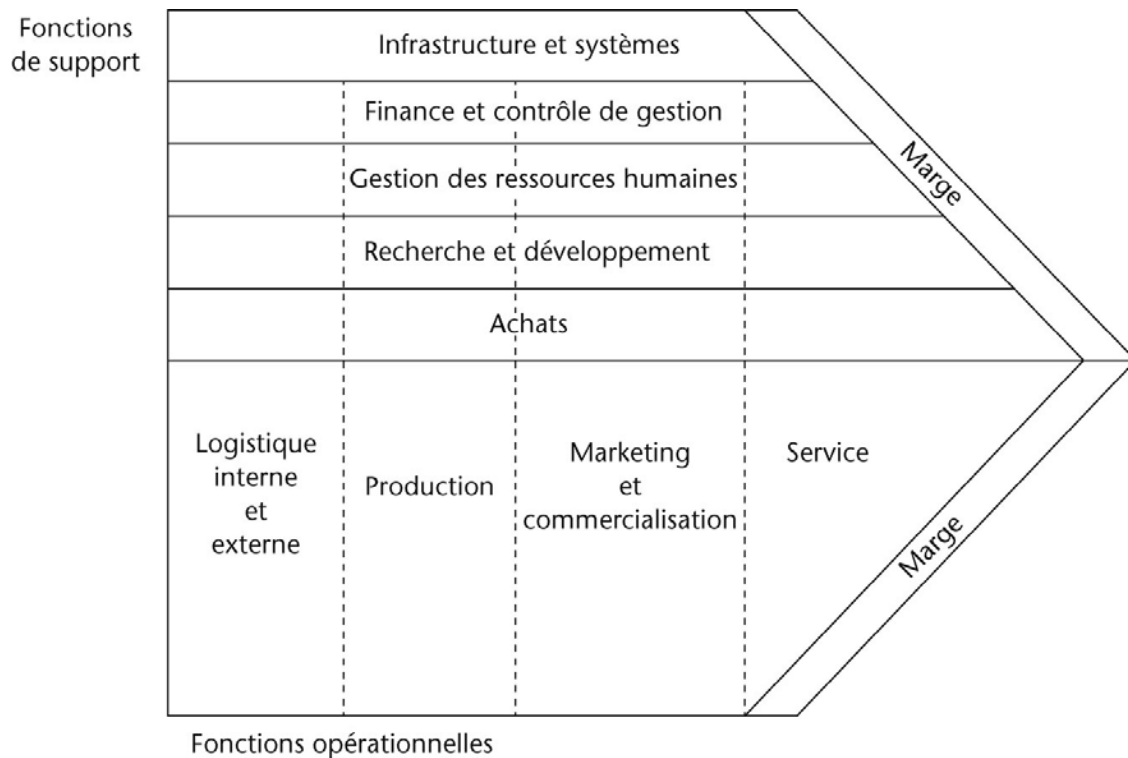 Fonctions
de support
Infrastructure et systèmes
Finance et contrôle de gestion
Gestion des ressources humaines
Recherche et développement
Achats
Marge
Logistique
interne
et
externe
Production
Marketing
et
commercialisation
Service
Marge
Fonctions opérationnelles